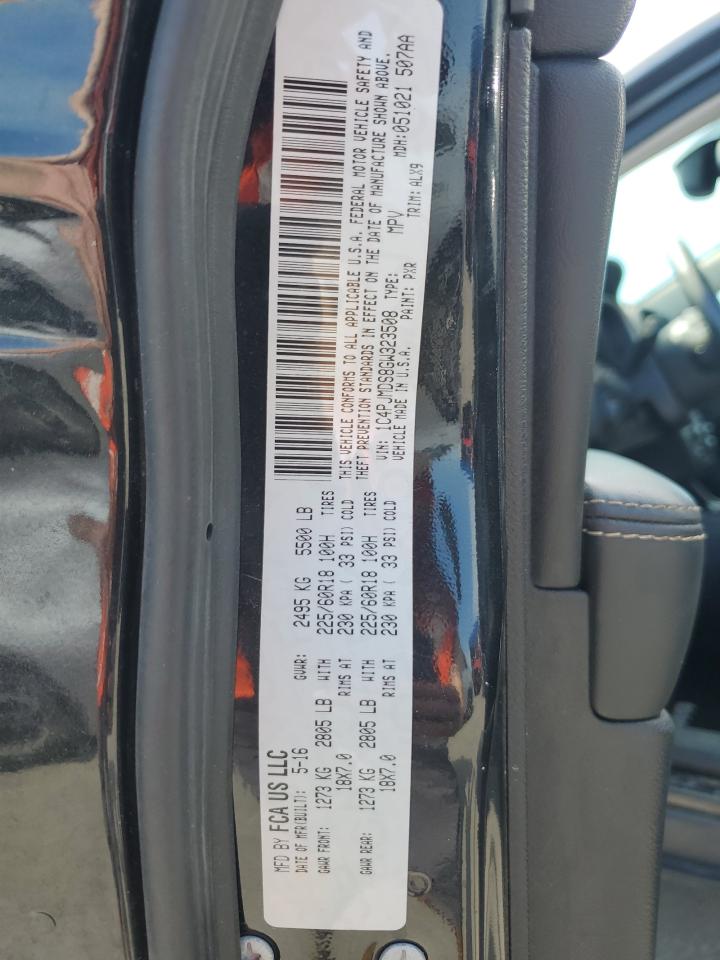 MFD BY FCA US LLC
DATE OF MFR(BUILT): 5-16 GVWR: 2495 KG 5500 LB
GAWR FRONT: 1273 KG 2805 LB WITH 225/60R18 100H TIRES
18X7.0 RIMS AT 230 KPA ( 33 PSI) COLD
GAWR REAR: 1273 KG 2805 LB WITH 225/60R18 100H TIRES
18X7.0 RIMS AT 230 KPA ( 33 PSI) COLD
THIS VEHICLE CONFORMS TO ALL APPLICABLE U.S.A. FEDERAL MOTOR VEHICLE SAFETY AND
THEFT PREVENTION STANDARDS IN EFFECT ON THE DATE OF MANUFACTURE SHOWN ABOVE.
VIN: 1C4PJMDS8GW323508 TYPE: MPV MDH:051021 507AA
VEHICLE MADE IN U.S.A. PAINT: PXR TRIM: ALX9